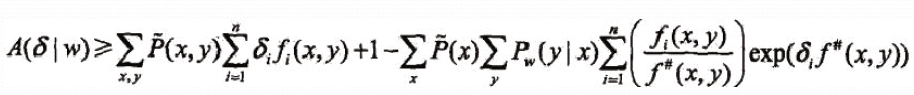 A(δ|w)≥∑_{x,y} P̃(x,y)∑_{i=1}^{n} δ_i f_i(x,y)+1−∑_{x} P̃(x)∑_{y} P_w(y|x)∑_{i=1}^{n} (f_i(x,y)/f^#(x,y)) exp(δ_i f^#(x,y))